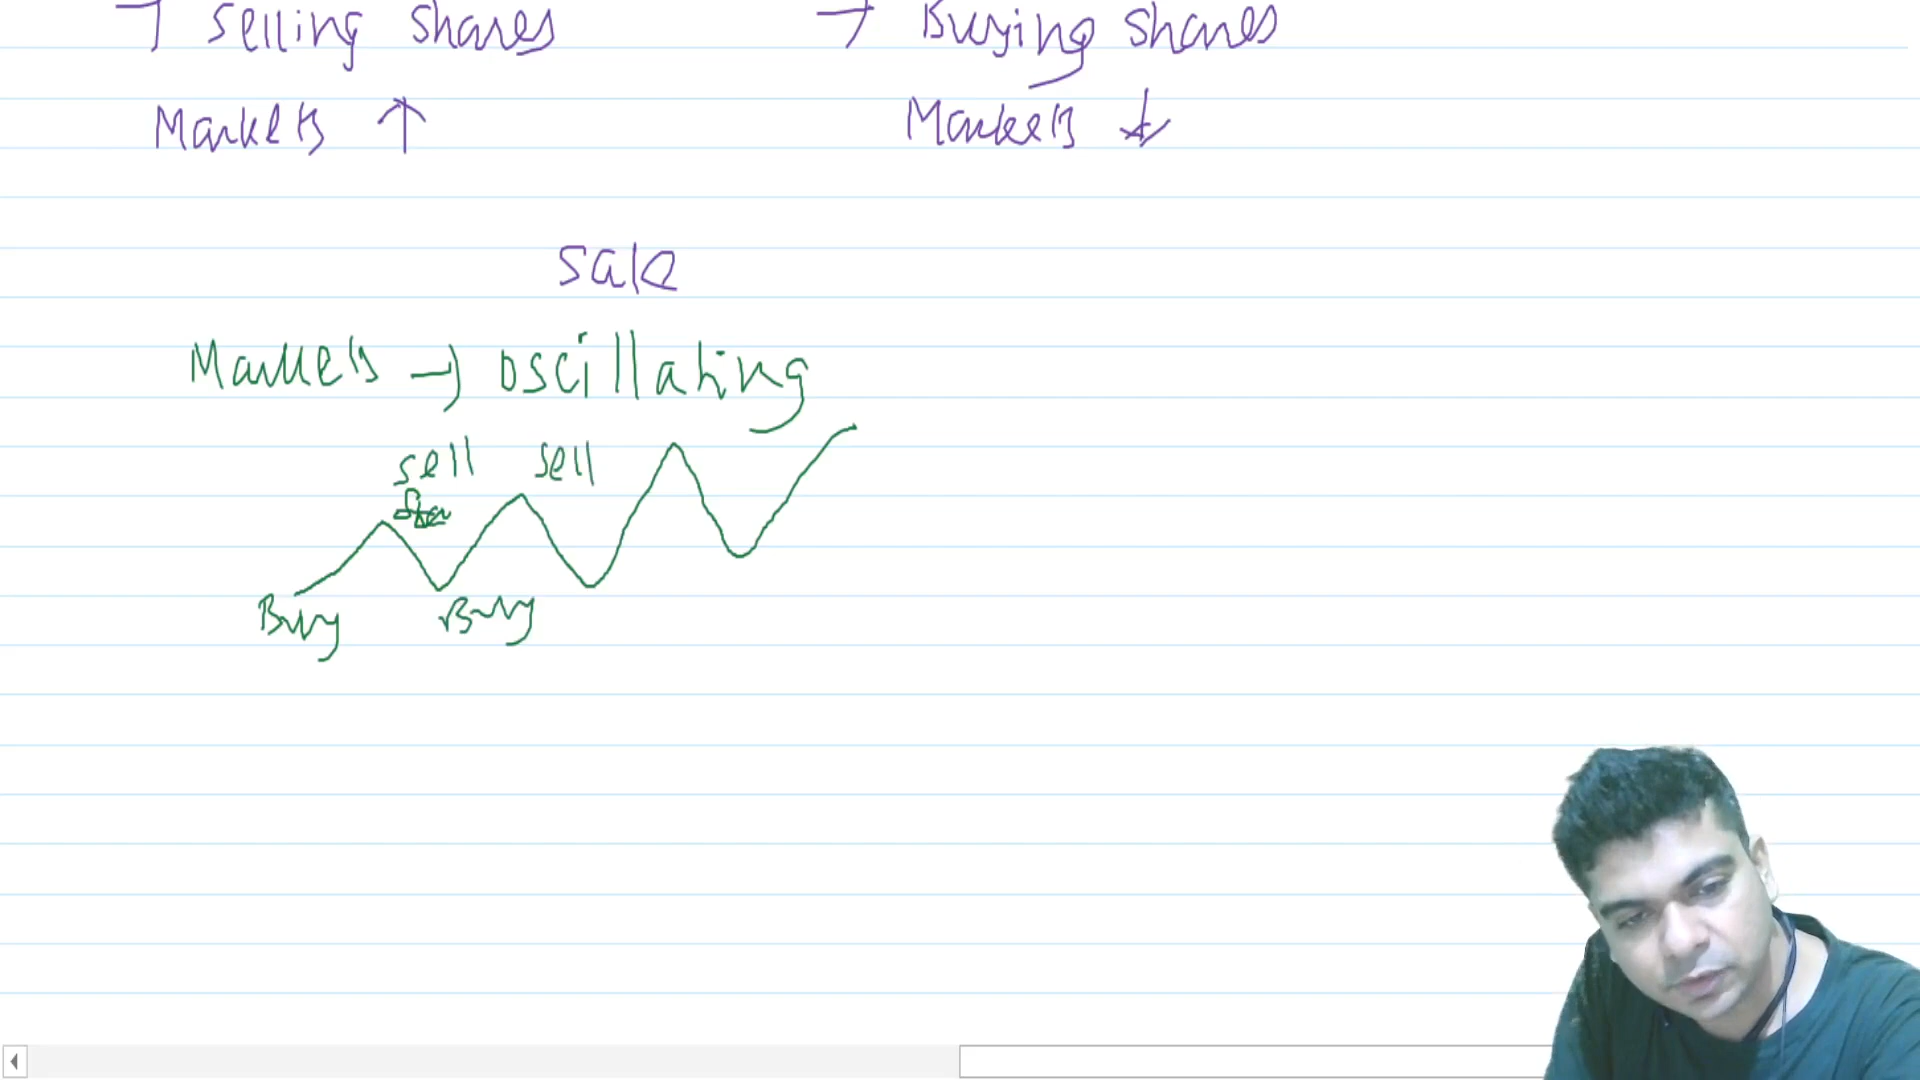 → Selling shares → Buying shares
Markets ↑ Markets ↓
Sale
Markets → oscillating
sell sell
Buy Buy